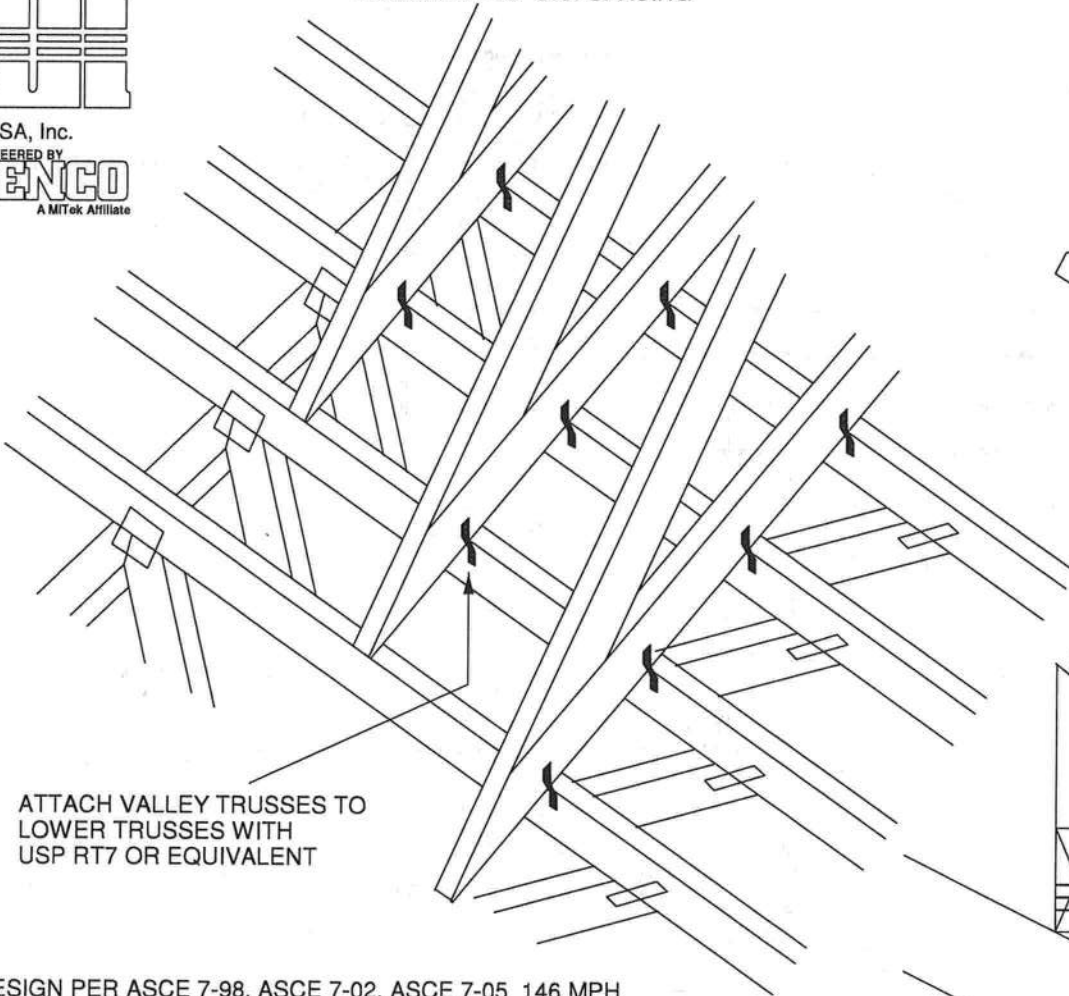 SA, Inc.
EERED BY
ENCO
A MiTek Affiliate
ATTACH VALLEY TRUSSES TO
LOWER TRUSSES WITH
USP RT7 OR EQUIVALENT
ESIGN PER ASCE 7-98, ASCE 7-02, ASCE 7-05 146 MPH